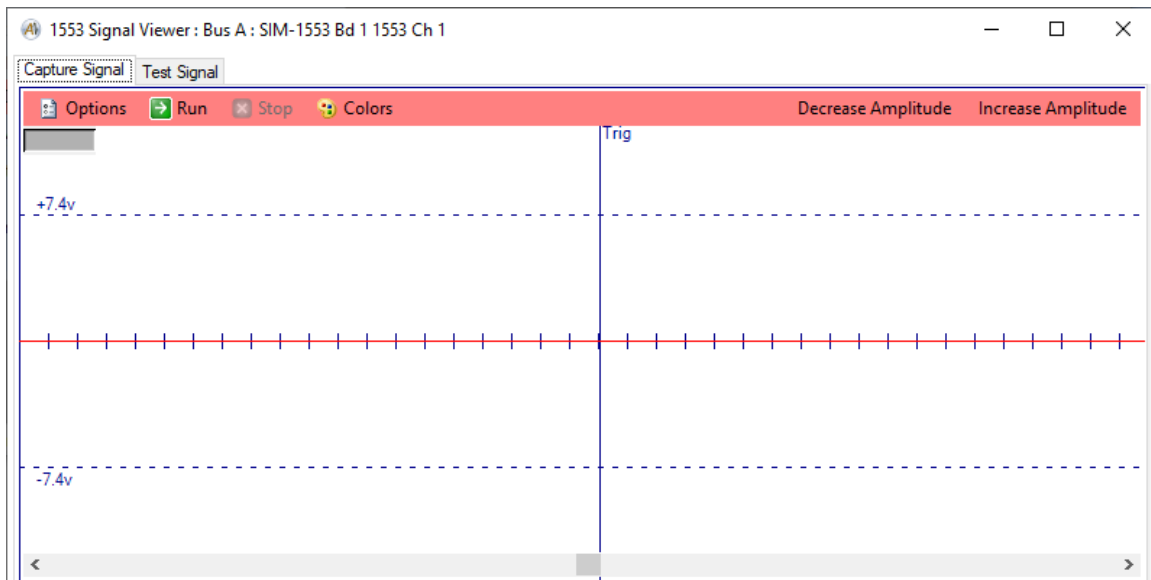 1553 Signal Viewer : Bus A : SIM-1553 Bd 1 1553 Ch 1
Capture Signal Test Signal
Options Run Stop Colors Decrease Amplitude Increase Amplitude
Trig
+7.4v
-7.4v